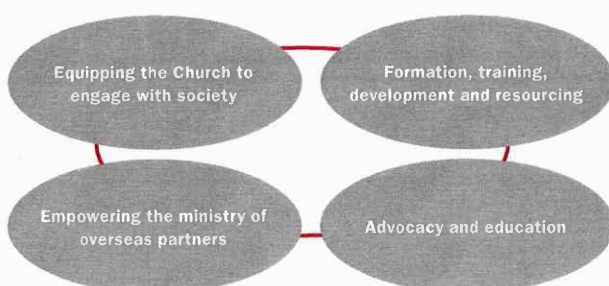 Equipping the Church to
engage with society
Formation, training,
development and resourcing
Empowering the ministry of
overseas partners
Advocacy and education